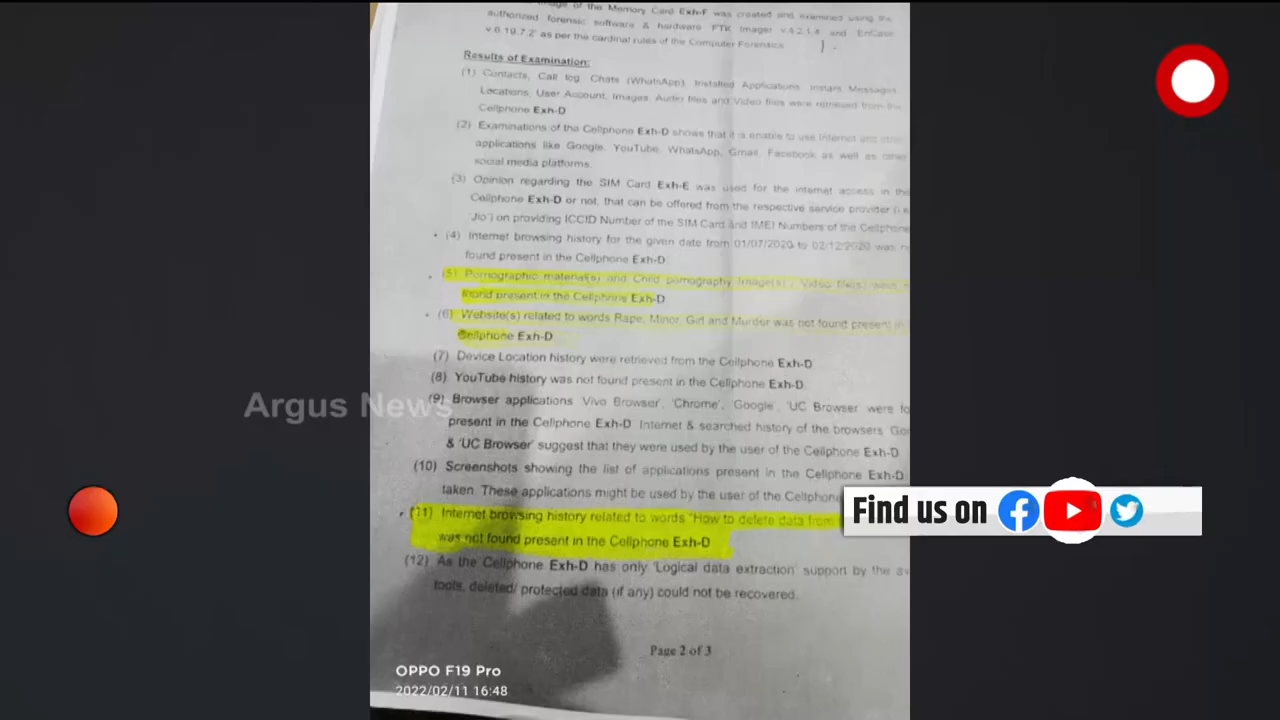 Image of the Memory Card Exh-F was created and examined using the
authorized forensic software & hardware FTK Imager v.4.2.1.4 and EnCase
v.6.19.7.2' as per the cardinal rules of the Computer Forensics.
Results of Examination:
(1) Contacts, Call log, Chats (WhatsApp), Installed Applications, Instant Messages,
Locations, User Account, Images, Audio files and Video files were retrieved from the
Cellphone Exh-D
(2) Examinations of the Cellphone Exh-D shows that it is enable to use Internet and other
applications like Google, YouTube, WhatsApp, Gmail, Facebook as well as other
social media platforms.
(3) Opinion regarding the SIM Card Exh-E was used for the internet access in the
Cellphone Exh-D or not, that can be offered from the respective service provider (i.e
Jio') on providing ICCID Number of the SIM Card and IMEI Numbers of the Cellphone
(4) Internet browsing history for the given date from 01/07/2020 to 02/12/2020 was
found present in the Cellphone Exh-D.
(5) Pornographic material(s) and Child pornography Image(s) / Video file(s)
found present in the Cellphone Exh-D
(6) Website(s) related to words Rape, Minor, Girl and Murder was not found present in
Cellphone Exh-D
(7) Device Location history were retrieved from the Cellphone Exh-D
(8) YouTube history was not found present in the Cellphone Exh-D.
(9) Browser applications 'Vivo Browser', 'Chrome', 'Google', 'UC Browser' were
present in the Cellphone Exh-D. Internet & searched history of the browsers
& 'UC Browser' suggest that they were used by the user of the Cellphone Exh-D
(10) Screenshots showing the list of applications present in the Cellphone Exh-D
taken. These applications might be used by the user of the Cellphone
(11) Internet browsing history related to words "How to delete data from
was not found present in the Cellphone Exh-D
(12) As the Cellphone Exh-D has only 'Logical data extraction' support by the
tools, deleted/ protected data (if any) could not be recovered.
Page 2 of 3
OPPO F19 Pro
2022/02/11 16:48
Argus News
Find us on